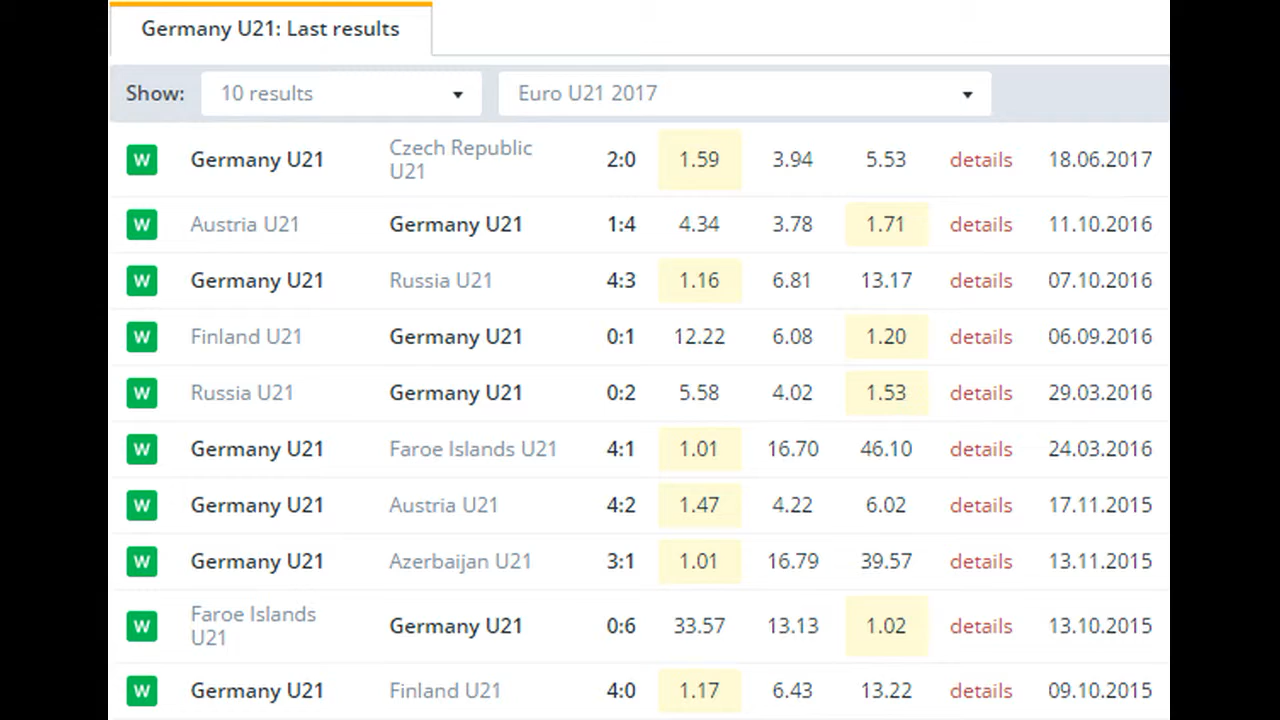 Germany U21: Last results
Show: 10 results Euro U21 2017
W Germany U21 Czech Republic U21 2:0 1.59 3.94 5.53 details 18.06.2017
W Austria U21 Germany U21 1:4 4.34 3.78 1.71 details 11.10.2016
W Germany U21 Russia U21 4:3 1.16 6.81 13.17 details 07.10.2016
W Finland U21 Germany U21 0:1 12.22 6.08 1.20 details 06.09.2016
W Russia U21 Germany U21 0:2 5.58 4.02 1.53 details 29.03.2016
W Germany U21 Faroe Islands U21 4:1 1.01 16.70 46.10 details 24.03.2016
W Germany U21 Austria U21 4:2 1.47 4.22 6.02 details 17.11.2015
W Germany U21 Azerbaijan U21 3:1 1.01 16.79 39.57 details 13.11.2015
W Faroe Islands U21 Germany U21 0:6 33.57 13.13 1.02 details 13.10.2015
W Germany U21 Finland U21 4:0 1.17 6.43 13.22 details 09.10.2015